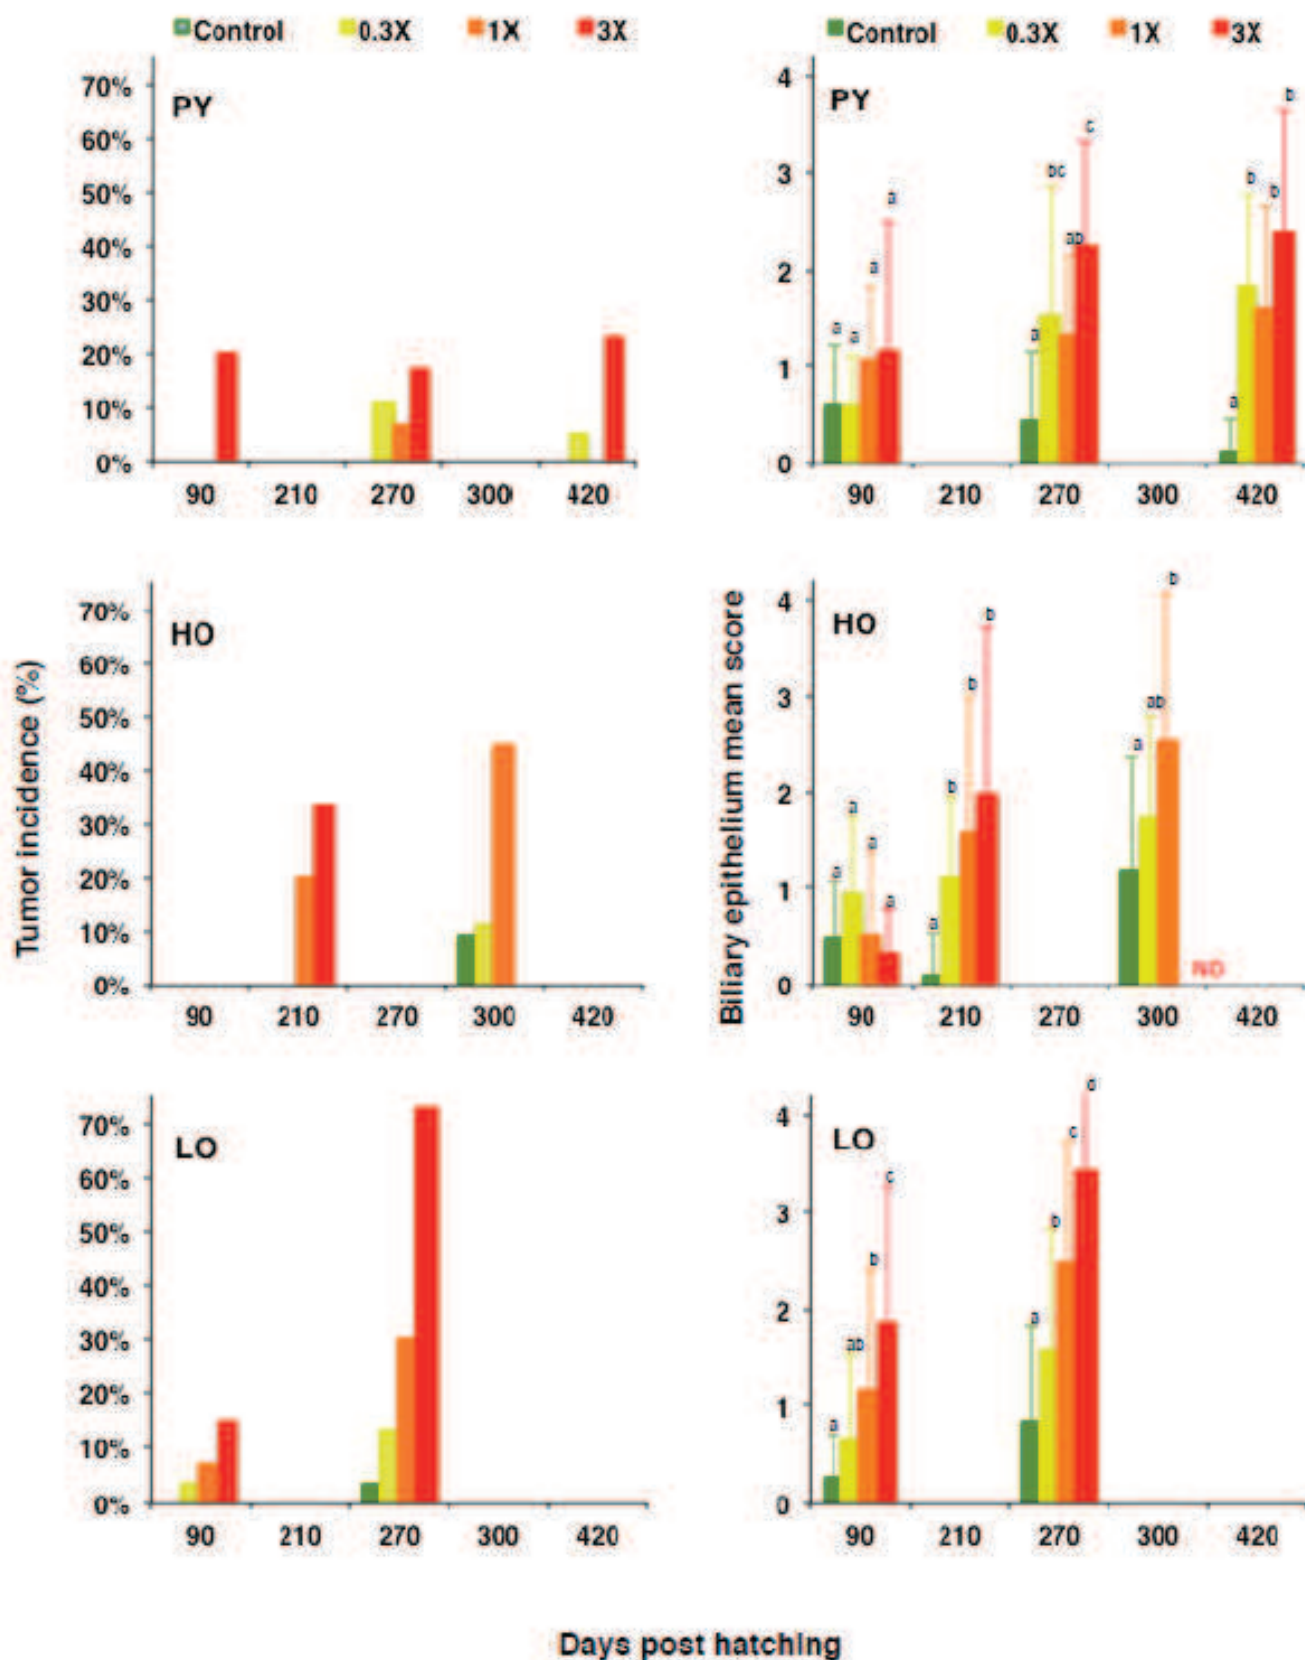 Control 0.3X 1X 3X
Control 0.3X 1X 3X
70%
60%
50%
40%
30%
20%
10%
0%
PY
90 210 270 300 420
4
3
2
1
0
PY
a a a a
a bc ab c
a b b b
90 210 270 300 420
Tumor incidence (%)
70%
60%
50%
40%
30%
20%
10%
0%
HO
90 210 270 300 420
Biliary epithelium mean score
4
3
2
1
0
HO
a a a a
a b b b
a ab b
ND
90 210 270 300 420
70%
60%
50%
40%
30%
20%
10%
0%
LO
90 210 270 300 420
4
3
2
1
0
LO
a ab b c
a b c d
90 210 270 300 420
Days post hatching